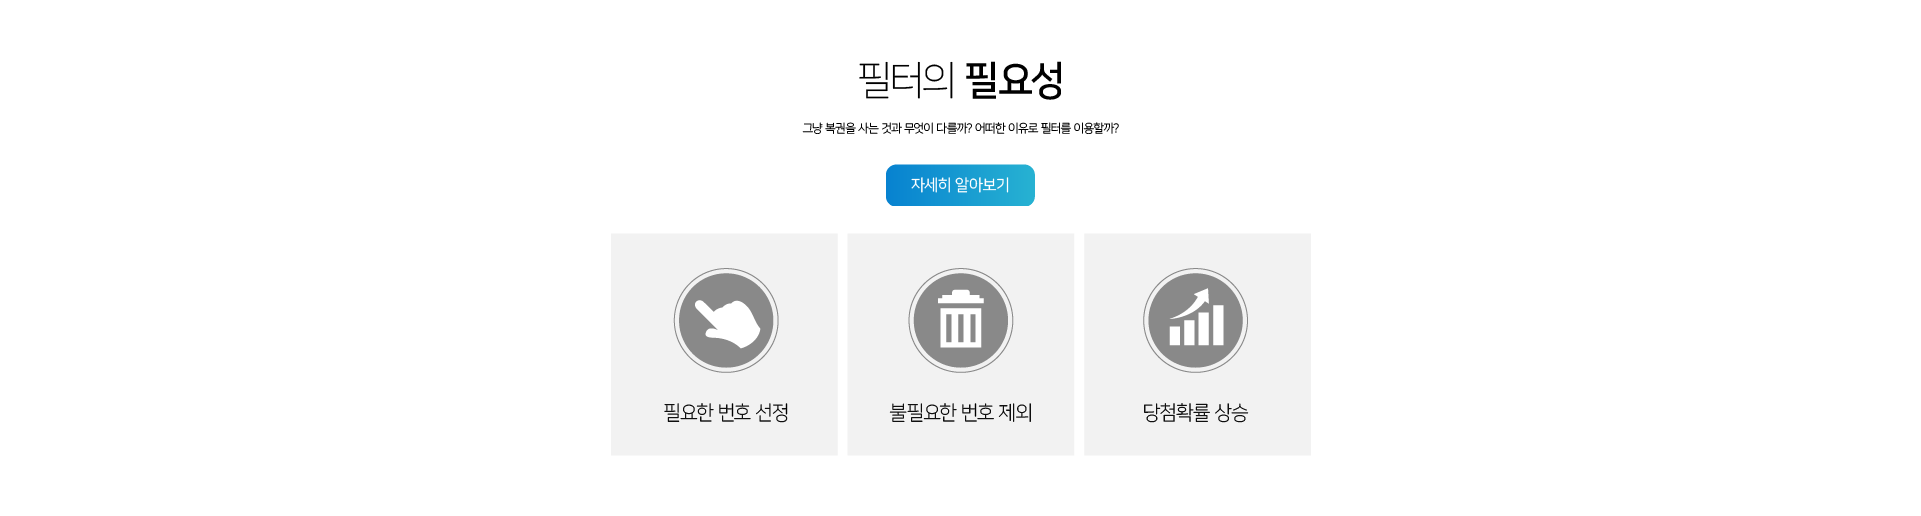 필터의 필요성
그냥 복권을 사는 것과 무엇이 다를까? 어떠한 이유로 필터를 이용할까?
자세히 알아보기
필요한 번호 선정
불필요한 번호 제외
당첨확률 상승